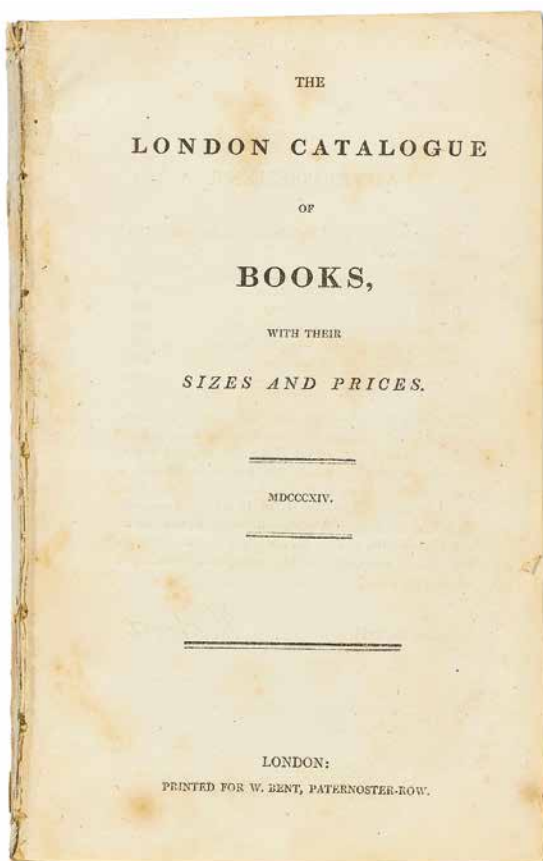 THE
LONDON CATALOGUE
OF
BOOKS,
WITH THEIR
SIZES AND PRICES.
MDCCCXIV.
LONDON:
PRINTED FOR W. BENT, PATERNOSTER-ROW.